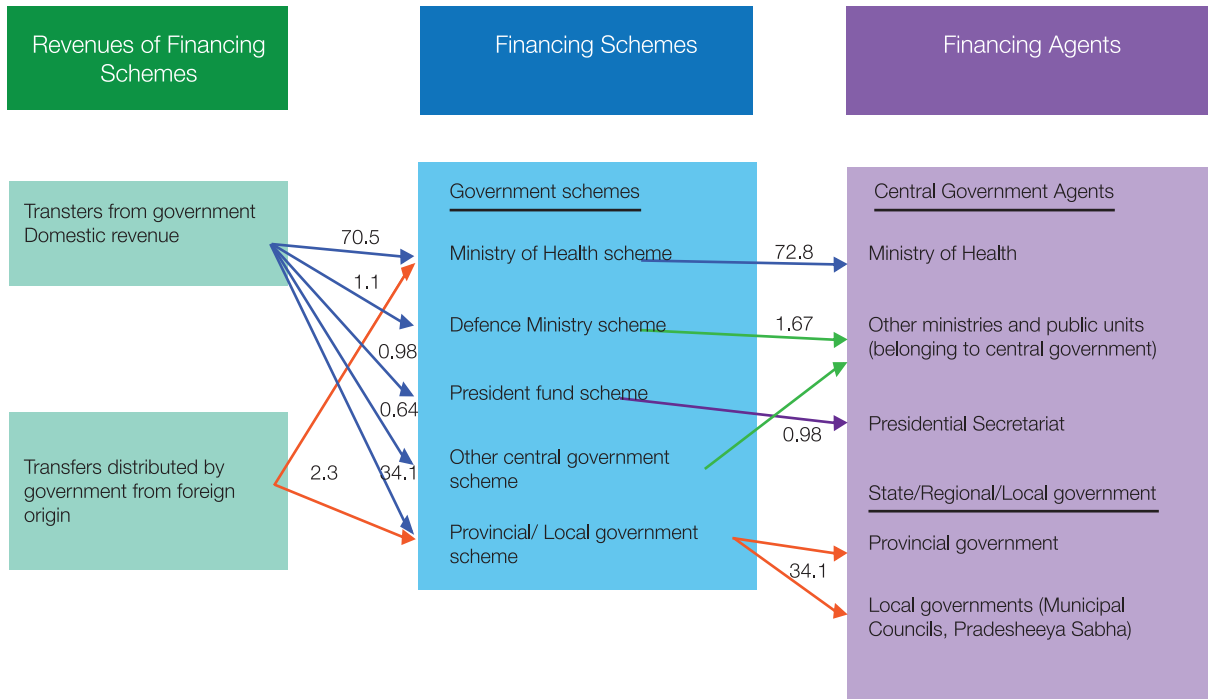 Revenues of Financing
Schemes
Financing Schemes
Financing Agents
Transters from government
Domestic revenue
Transfers distributed by
government from foreign
origin
70.5
1.1
0.98
0.64
2.3
34.1
Government schemes
Ministry of Health scheme
Defence Ministry scheme
President fund scheme
Other central government
scheme
Provincial/ Local government
scheme
72.8
1.67
0.98
34.1
Central Government Agents
Ministry of Health
Other ministries and public units
(belonging to central government)
Presidential Secretariat
State/Regional/Local government
Provincial government
Local governments (Municipal
Councils, Pradesheeya Sabha)